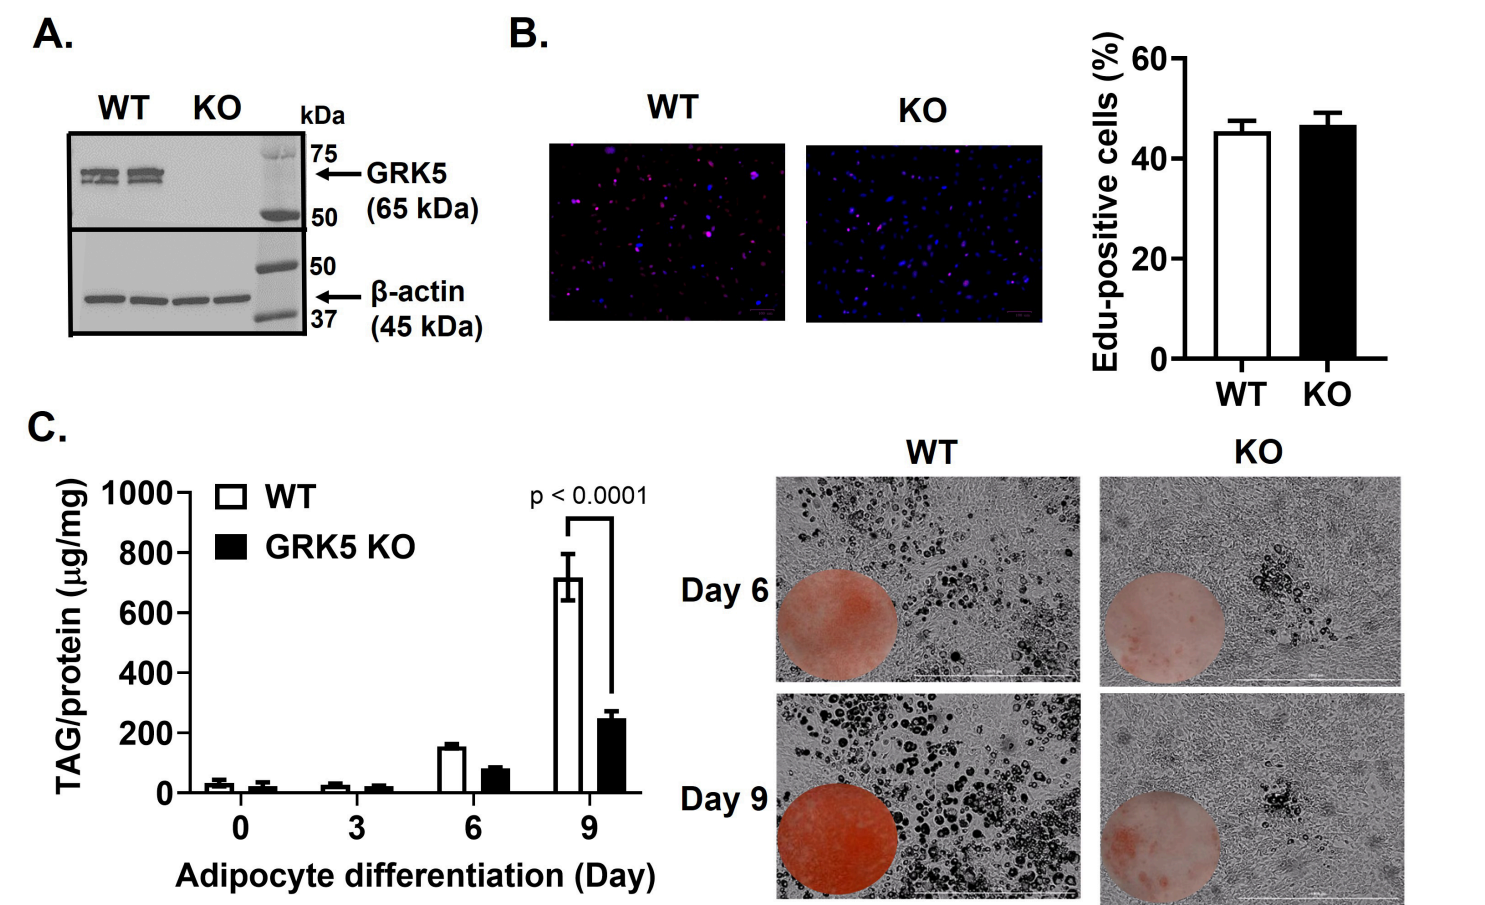 A.
WT KO
kDa
75
GRK5
(65 kDa)
50
50
β-actin
(45 kDa)
37
B.
WT KO
Edu-positive cells (%)
60
40
20
0
WT KO
C.
TAG/protein (µg/mg)
1000
800
600
400
200
0
WT
GRK5 KO
p < 0.0001
0 3 6 9
Adipocyte differentiation (Day)
WT KO
Day 6
Day 9